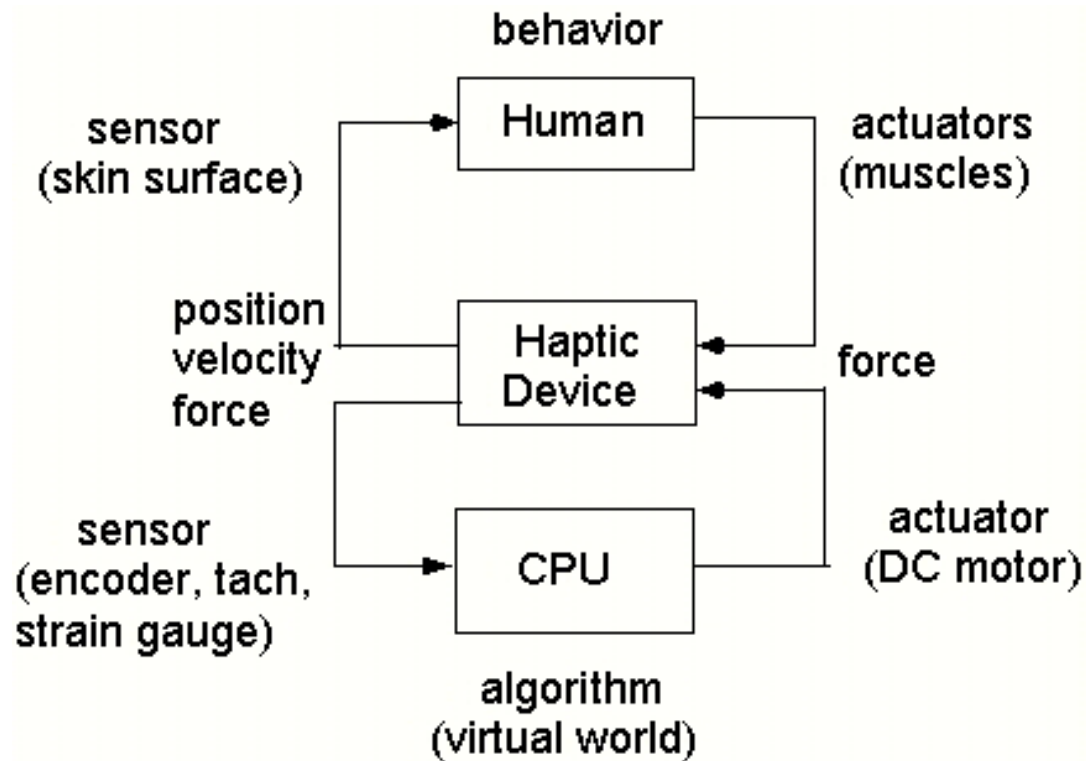 behavior
Human
sensor
(skin surface)
actuators
(muscles)
position
velocity
force
Haptic
Device
force
sensor
(encoder, tach,
strain gauge)
CPU
actuator
(DC motor)
algorithm
(virtual world)